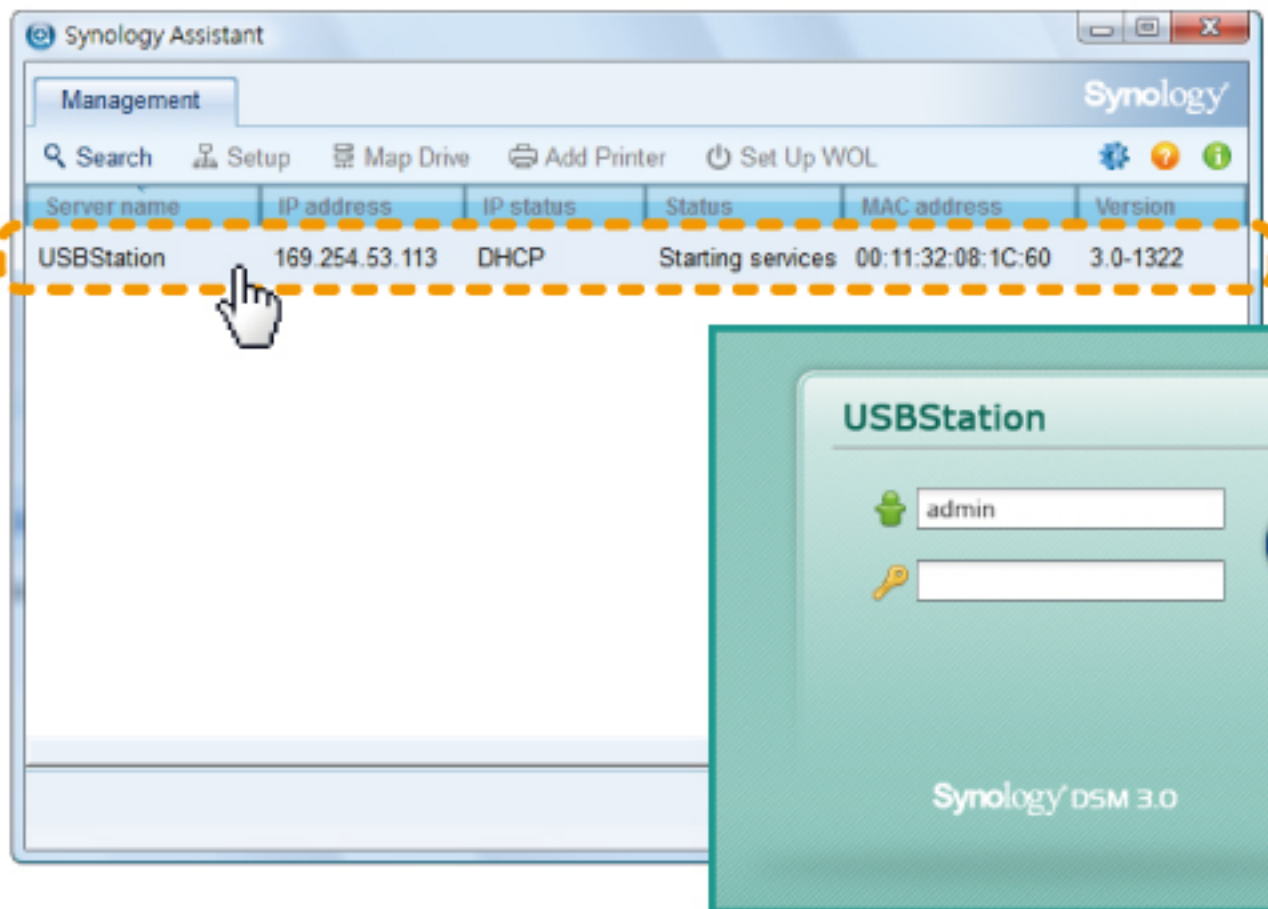 Synology Assistant
Management
Synology
Search Setup Map Drive Add Printer Set Up WOL
Server name IP address IP status Status MAC address Version
USBStation 169.254.53.113 DHCP Starting services 00:11:32:08:1C:60 3.0-1322
USBStation
admin
Synology DSM 3.0